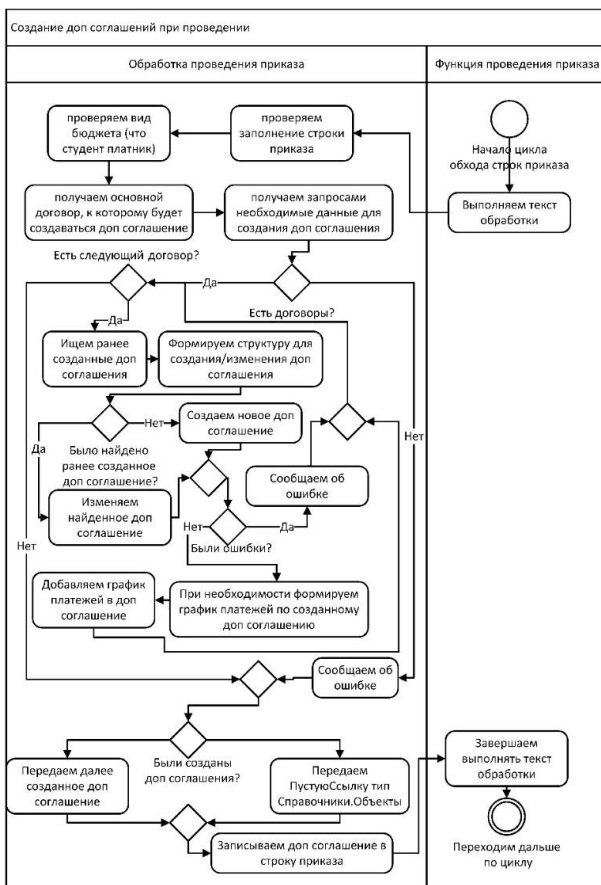 Создание доп соглашений при проведении
Обработка проведения приказа
Функция проведения приказа
проверяем вид
бюджета (что
студент платник)
проверяем
заполнение строки
приказа
Начало цикла
обхода строк приказа
Выполняем текст
обработки
получаем основной
договор, к которому будет
создаваться доп соглашение
получаем запросами
необходимые данные для
создания доп соглашения
Есть следующий договор?
Да
Есть договоры?
Да
Ищем ранее
созданные доп
соглашения
Формируем структуру для
создания/изменения доп
соглашения
Нет
Создаем новое доп
соглашение
Нет
Да
Было найдено
ранее созданное
доп соглашение?
Сообщаем об
ошибке
Изменяем
найденное доп
соглашение
Нет
Да
Нет
Были ошибки?
Добавляем график
платежей в доп
соглашение
При необходимости формируем
график платежей по созданному
доп соглашению
Сообщаем об
ошибке
Были созданы
доп соглашения?
Передаем далее
созданное доп
соглашение
Передаем
ПустуюСсылку тип
Справочники.Объекты
Завершаем
выполнять текст
обработки
Записываем доп соглашение в
строку приказа
Переходим дальше
по циклу